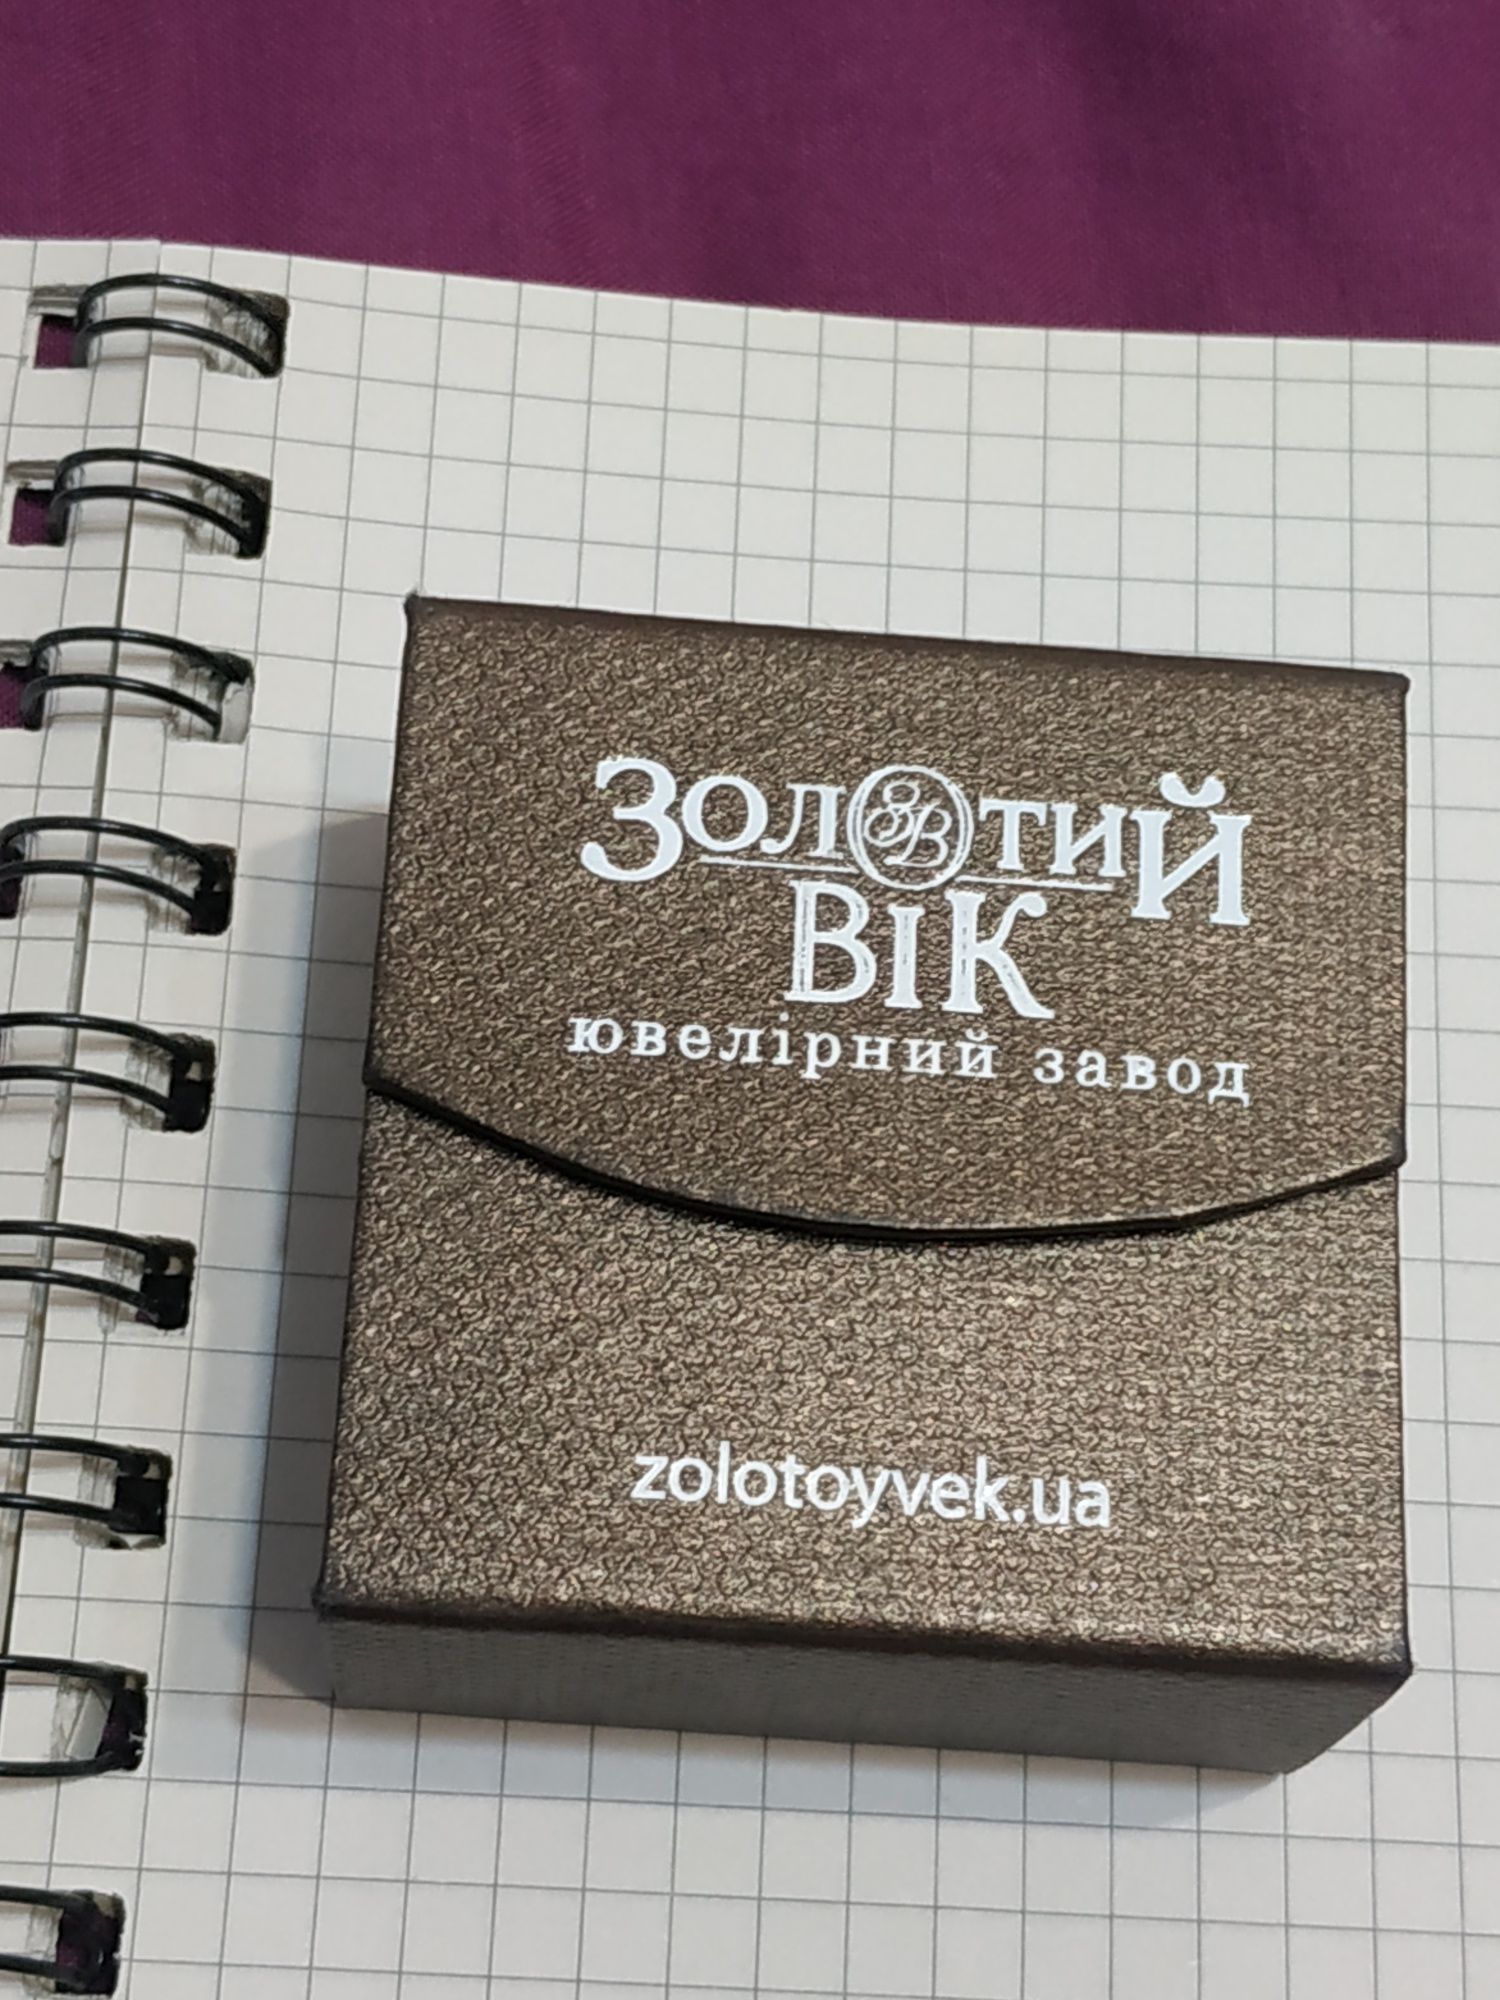 Золотий
Вік
ювелірний завод
zolotoyvek.ua